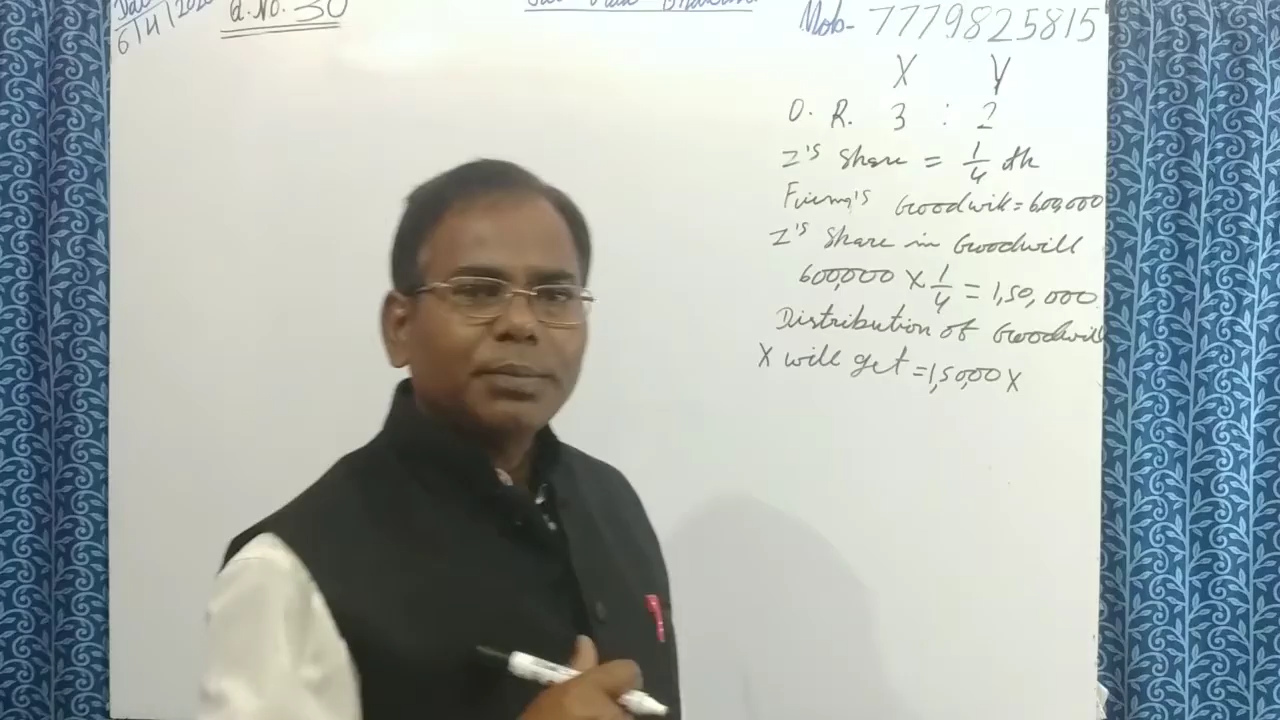 6/4/2020
Q. No. 30
Mob- 7779825815
X Y
O. R. 3 : 2
Z's Share = 1/4 th
Firm's Goodwill = 600,000
Z's Share in Goodwill
600,000 X 1/4 = 1,50,000
Distribution of Goodwill
X will get = 1,50,00 X